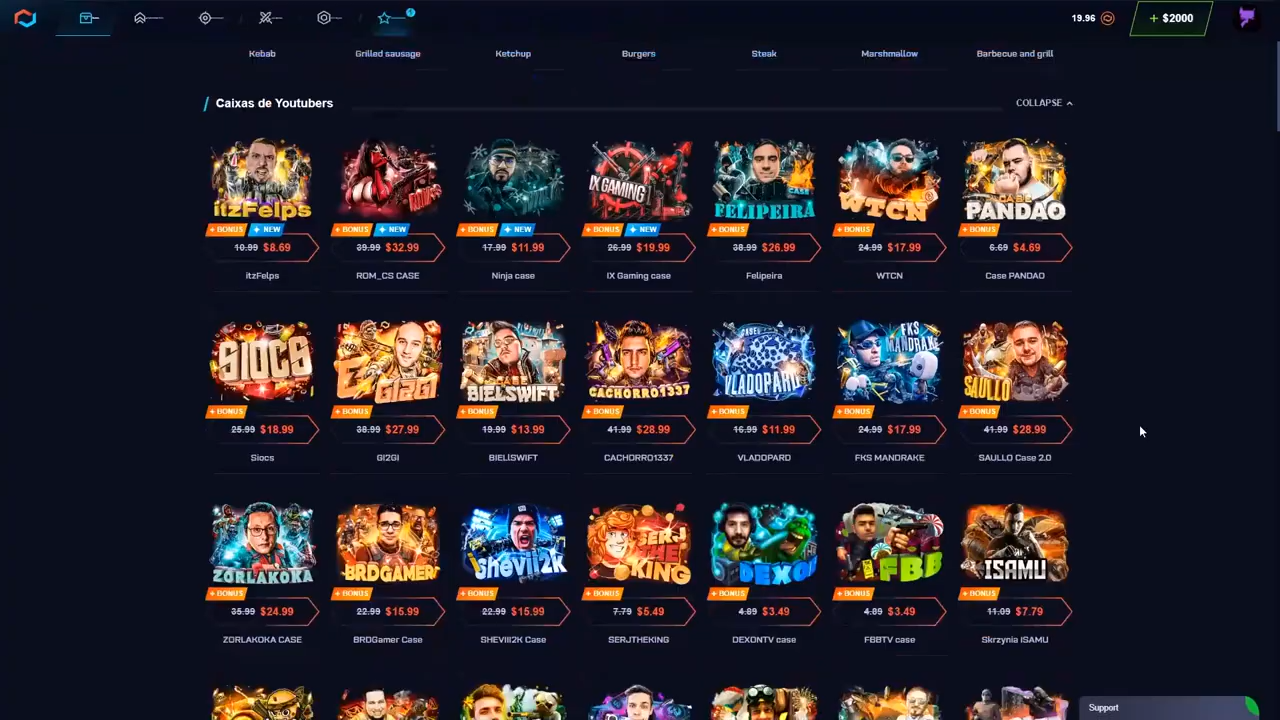 1
19.96
+ $2000
Kebab
Grilled sausage
Ketchup
Burgers
Steak
Marshmallow
Barbecue and grill
Caixas de Youtubers
COLLAPSE
itzFelps
IX GAMING
FELIPEIRA
WTCN
CASE
PANDAO
+ BONUS + NEW
+ BONUS + NEW
+ BONUS + NEW
+ BONUS + NEW
+ BONUS
+ BONUS
+ BONUS
10.99 $8.69
39.99 $32.99
17.99 $11.99
26.99 $19.99
38.99 $26.99
24.99 $17.99
6.69 $4.69
itzFelps
ROM_CS CASE
Ninja case
IX Gaming case
Felipeira
WTCN
Case PANDAO
SIOCS
GI2GI
CASE
BIELSWIFT
CACHORRO1337
VLADOPARD
FKS
MANDRAKE
SAULLO
+ BONUS
+ BONUS
+ BONUS
+ BONUS
+ BONUS
+ BONUS
+ BONUS
25.99 $18.99
38.99 $27.99
19.99 $13.99
41.99 $28.99
16.99 $11.99
24.99 $17.99
41.99 $28.99
Siocs
GI2GI
BIElSWIFT
CACHORRO1337
VLADOPARD
FKS MANDRAKE
SAULLO Case 2.0
ZORLAKOKA
BRDGAMER
Shevii2K
SERJ
THE
KING
DEXON
FBB
ISAMU
+ BONUS
+ BONUS
+ BONUS
+ BONUS
+ BONUS
+ BONUS
+ BONUS
35.99 $24.99
22.99 $15.99
22.99 $15.99
7.79 $5.49
4.89 $3.49
4.89 $3.49
11.09 $7.79
ZORLAKOKA CASE
BRDGamer Case
SHEVIII2K Case
SERJTHEKING
DEXONTV case
FBBTV case
Skrzynia ISAMU
Support